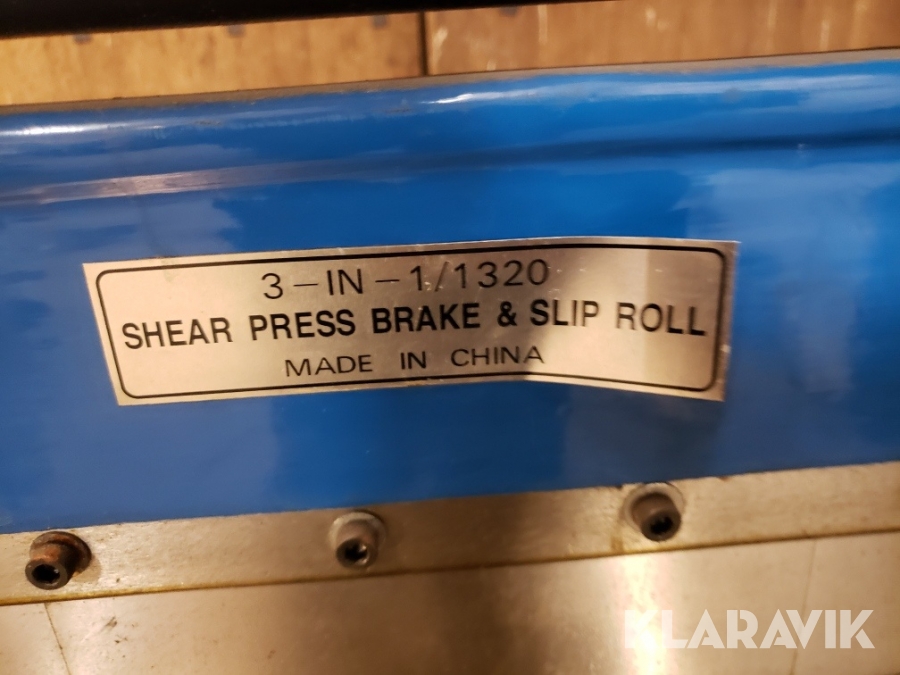 3-IN-1/1320
SHEAR PRESS BRAKE & SLIP ROLL
MADE IN CHINA
KLARAVIK